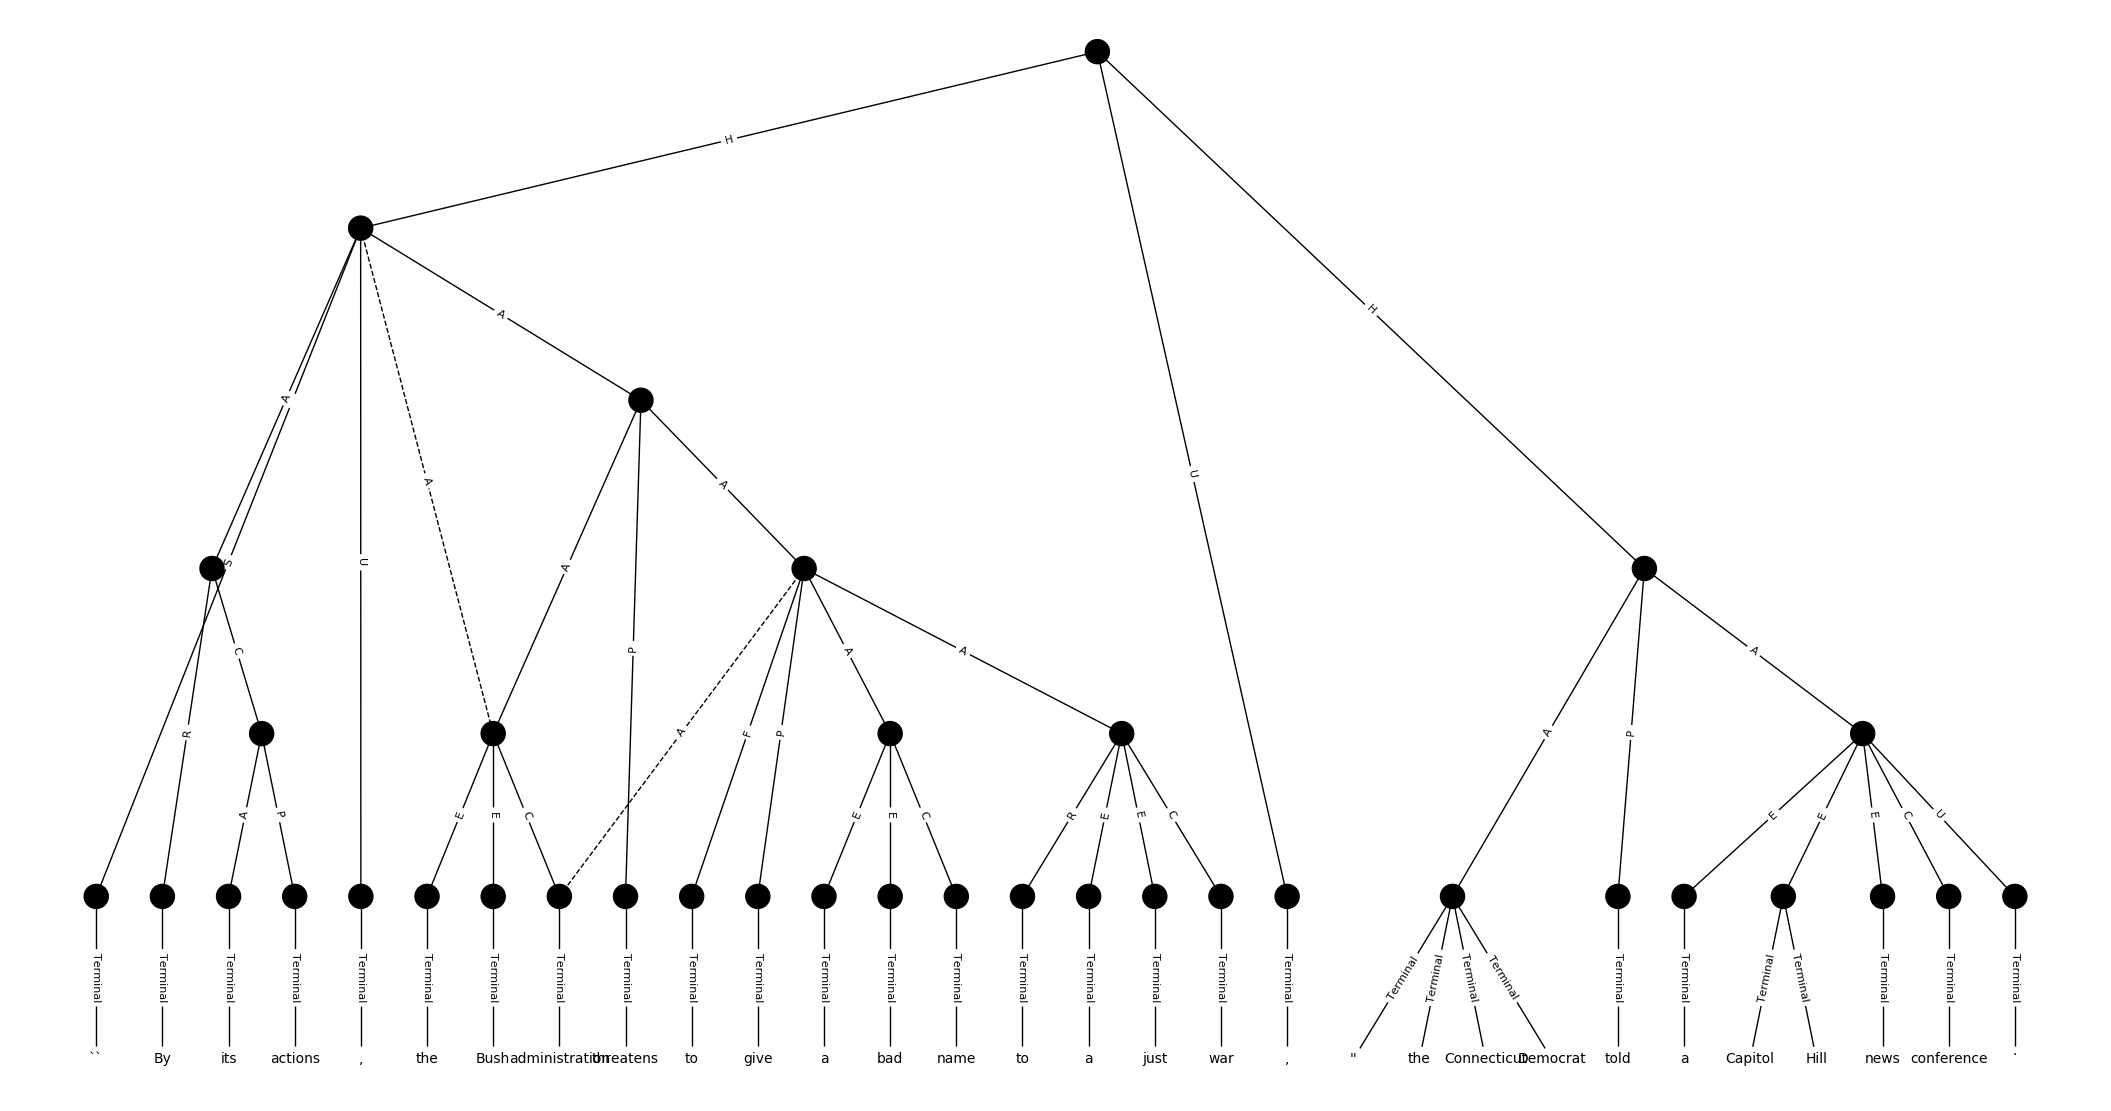 H
H
A
A
U
A
S
U
A
A
A
P
R
C
A
F
P
A
A
A
P
A
A
P
E
E
C
E
E
C
R
E
E
C
E
E
E
C
U
Terminal Terminal Terminal Terminal Terminal Terminal Terminal Terminal Terminal Terminal Terminal Terminal Terminal Terminal Terminal Terminal Terminal Terminal Terminal Terminal Terminal Terminal Terminal Terminal Terminal Terminal Terminal Terminal Terminal Terminal
`` By its actions , the Bush administration threatens to give a bad name to a just war , " the Connecticut Democrat told a Capitol Hill news conference .